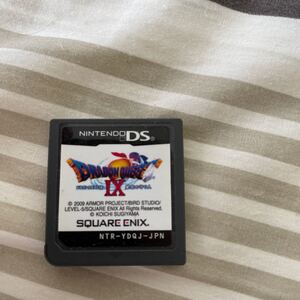 NINTENDO DS
DRAGON QUEST
IX
© 2009 ARMOR PROJECT/BIRD STUDIO/
LEVEL-5/SQUARE ENIX All Rights Reserved.
© KOICHI SUGIYAMA
SQUARE ENIX
NTR-YDQJ-JPN